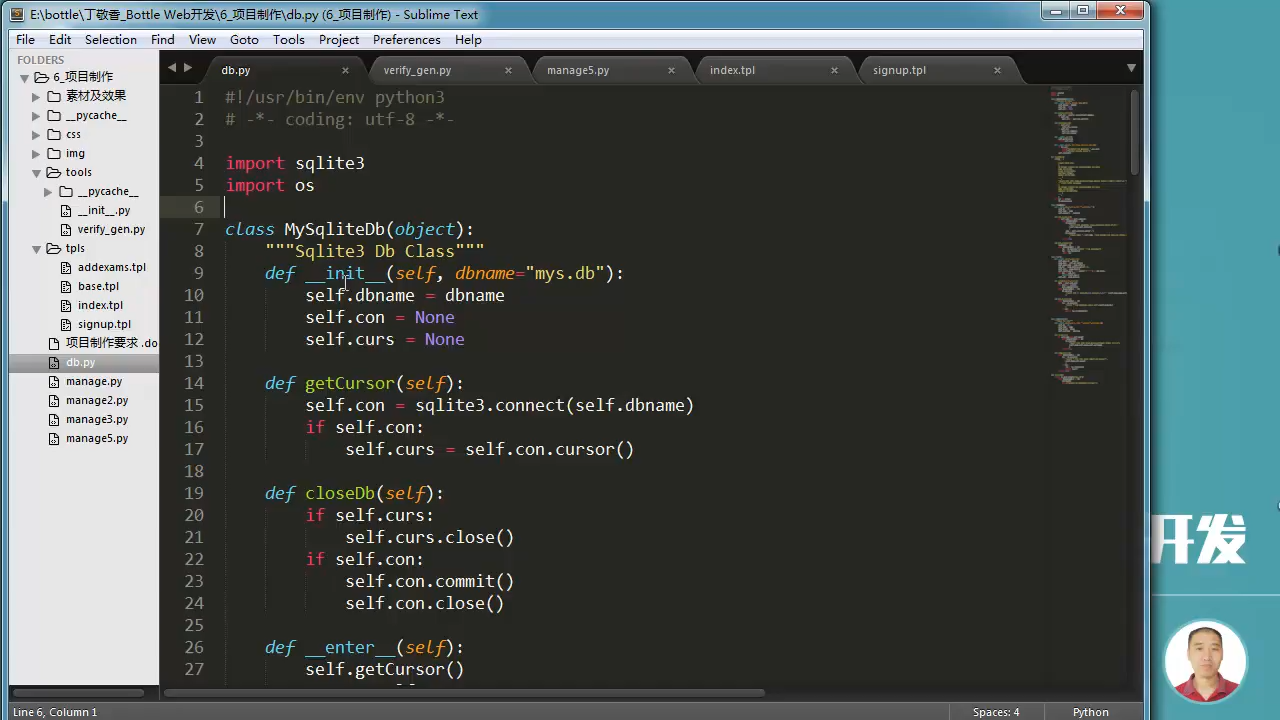 E:\bottle\丁敬香_Bottle Web开发\6_项目制作\db.py (6_项目制作) - Sublime Text
File Edit Selection Find View Goto Tools Project Preferences Help
FOLDERS
6_项目制作
素材及效果
__pycache__
css
img
tools
__pycache__
__init__.py
verify_gen.py
tpls
addexams.tpl
base.tpl
index.tpl
signup.tpl
项目制作要求 .do
db.py
manage.py
manage2.py
manage3.py
manage5.py
db.py verify_gen.py manage5.py index.tpl signup.tpl
1 #!/usr/bin/env python3
2 # -*- coding: utf-8 -*-
3
4 import sqlite3
5 import os
6
7 class MySqliteDb(object):
8 """Sqlite3 Db Class"""
9 def __init__(self, dbname="mys.db"):
10 self.dbname = dbname
11 self.con = None
12 self.curs = None
13
14 def getCursor(self):
15 self.con = sqlite3.connect(self.dbname)
16 if self.con:
17 self.curs = self.con.cursor()
18
19 def closeDb(self):
20 if self.curs:
21 self.curs.close()
22 if self.con:
23 self.con.commit()
24 self.con.close()
25
26 def __enter__(self):
27 self.getCursor()
Line 6, Column 1 Spaces: 4 Python
开发